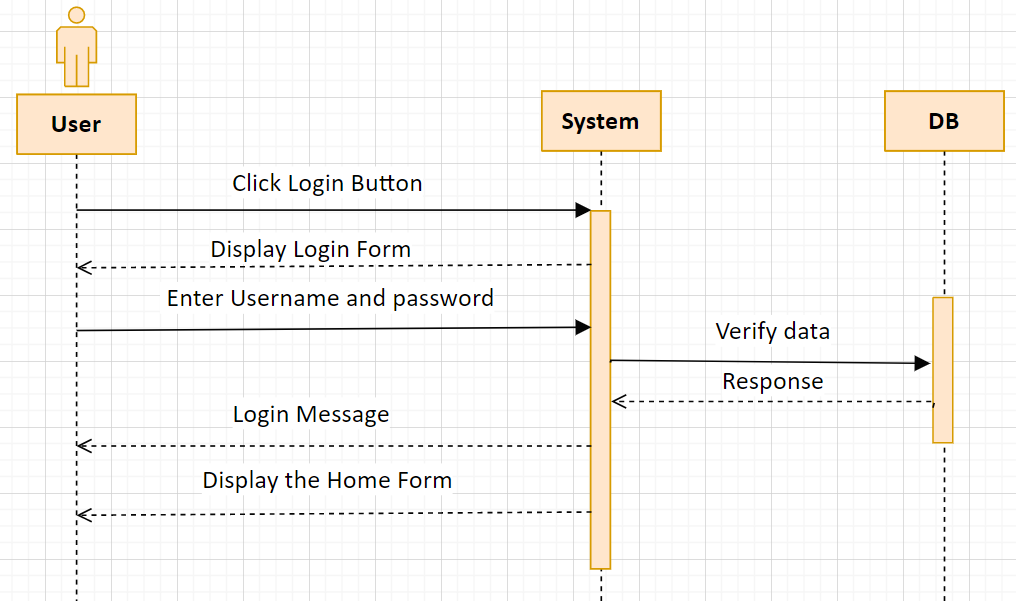 User
System
DB
Click Login Button
Display Login Form
Enter Username and password
Verify data
Response
Login Message
Display the Home Form